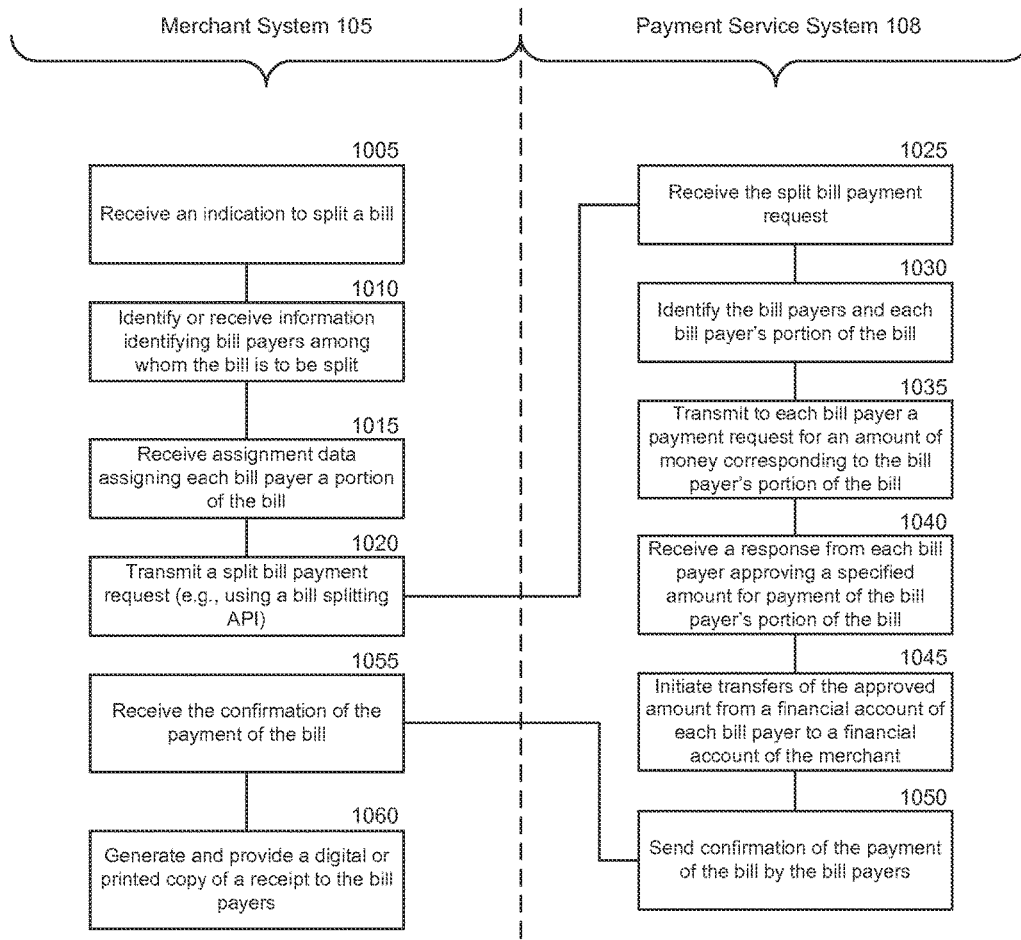 Merchant System 105
Payment Service System 108
1005
Receive an indication to split a bill
1010
Identify or receive information
identifying bill payers among
whom the bill is to be split
1015
Receive assignment data
assigning each bill payer a portion
of the bill
1020
Transmit a split bill payment
request (e.g., using a bill splitting
API)
1055
Receive the confirmation of the
payment of the bill
1060
Generate and provide a digital or
printed copy of a receipt to the bill
payers
1025
Receive the split bill payment
request
1030
Identify the bill payers and each
bill payer's portion of the bill
1035
Transmit to each bill payer a
payment request for an amount of
money corresponding to the bill
payer's portion of the bill
1040
Receive a response from each bill
payer approving a specified
amount for payment of the bill
payer's portion of the bill
1045
Initiate transfers of the approved
amount from a financial account of
each bill payer to a financial
account of the merchant
1050
Send confirmation of the payment
of the bill by the bill payers